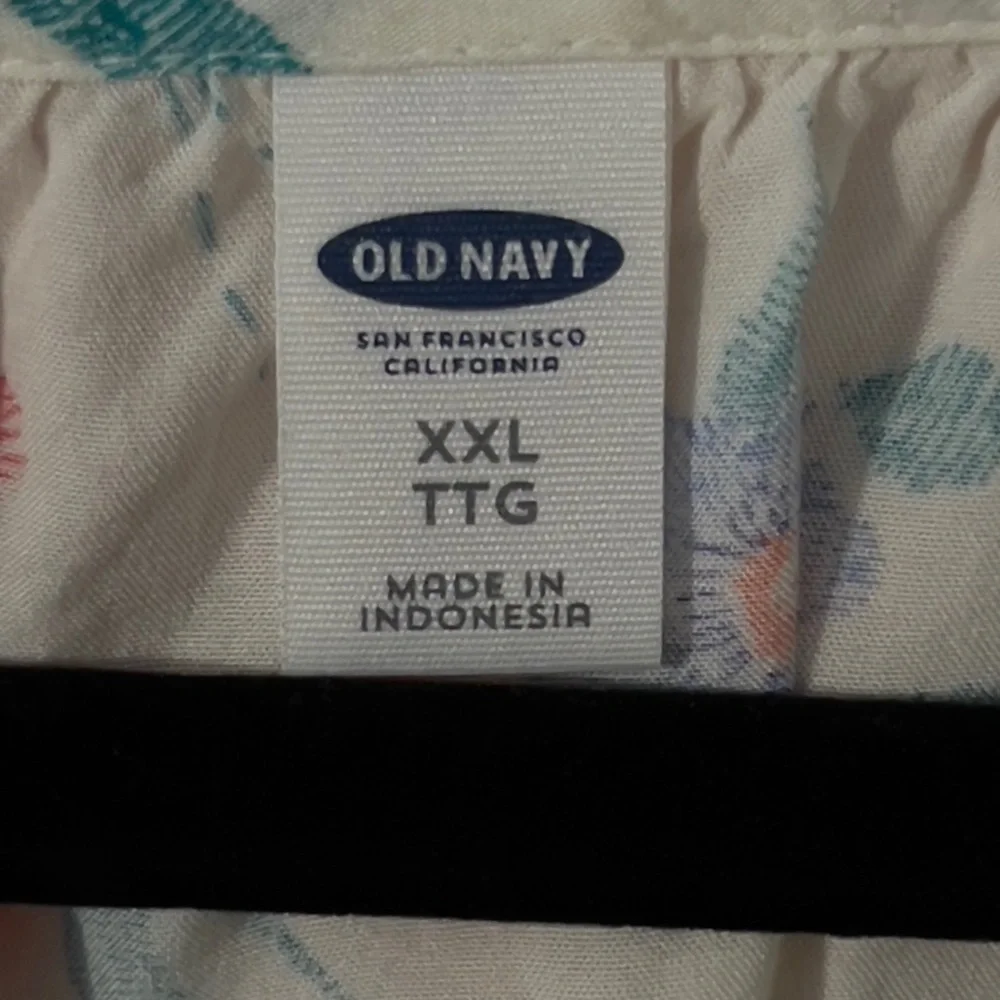 OLD NAVY
SAN FRANCISCO
CALIFORNIA
XXL
TTG
MADE IN
INDONESIA